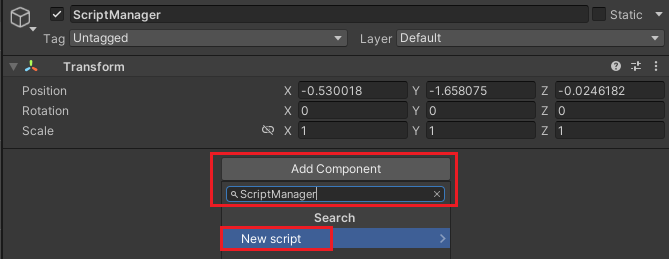 ScriptManager Static
Tag Untagged Layer Default
Transform
Position X -0.530018 Y -1.658075 Z -0.0246182
Rotation X 0 Y 0 Z 0
Scale X 1 Y 1 Z 1
Add Component
ScriptManager
Search
New script